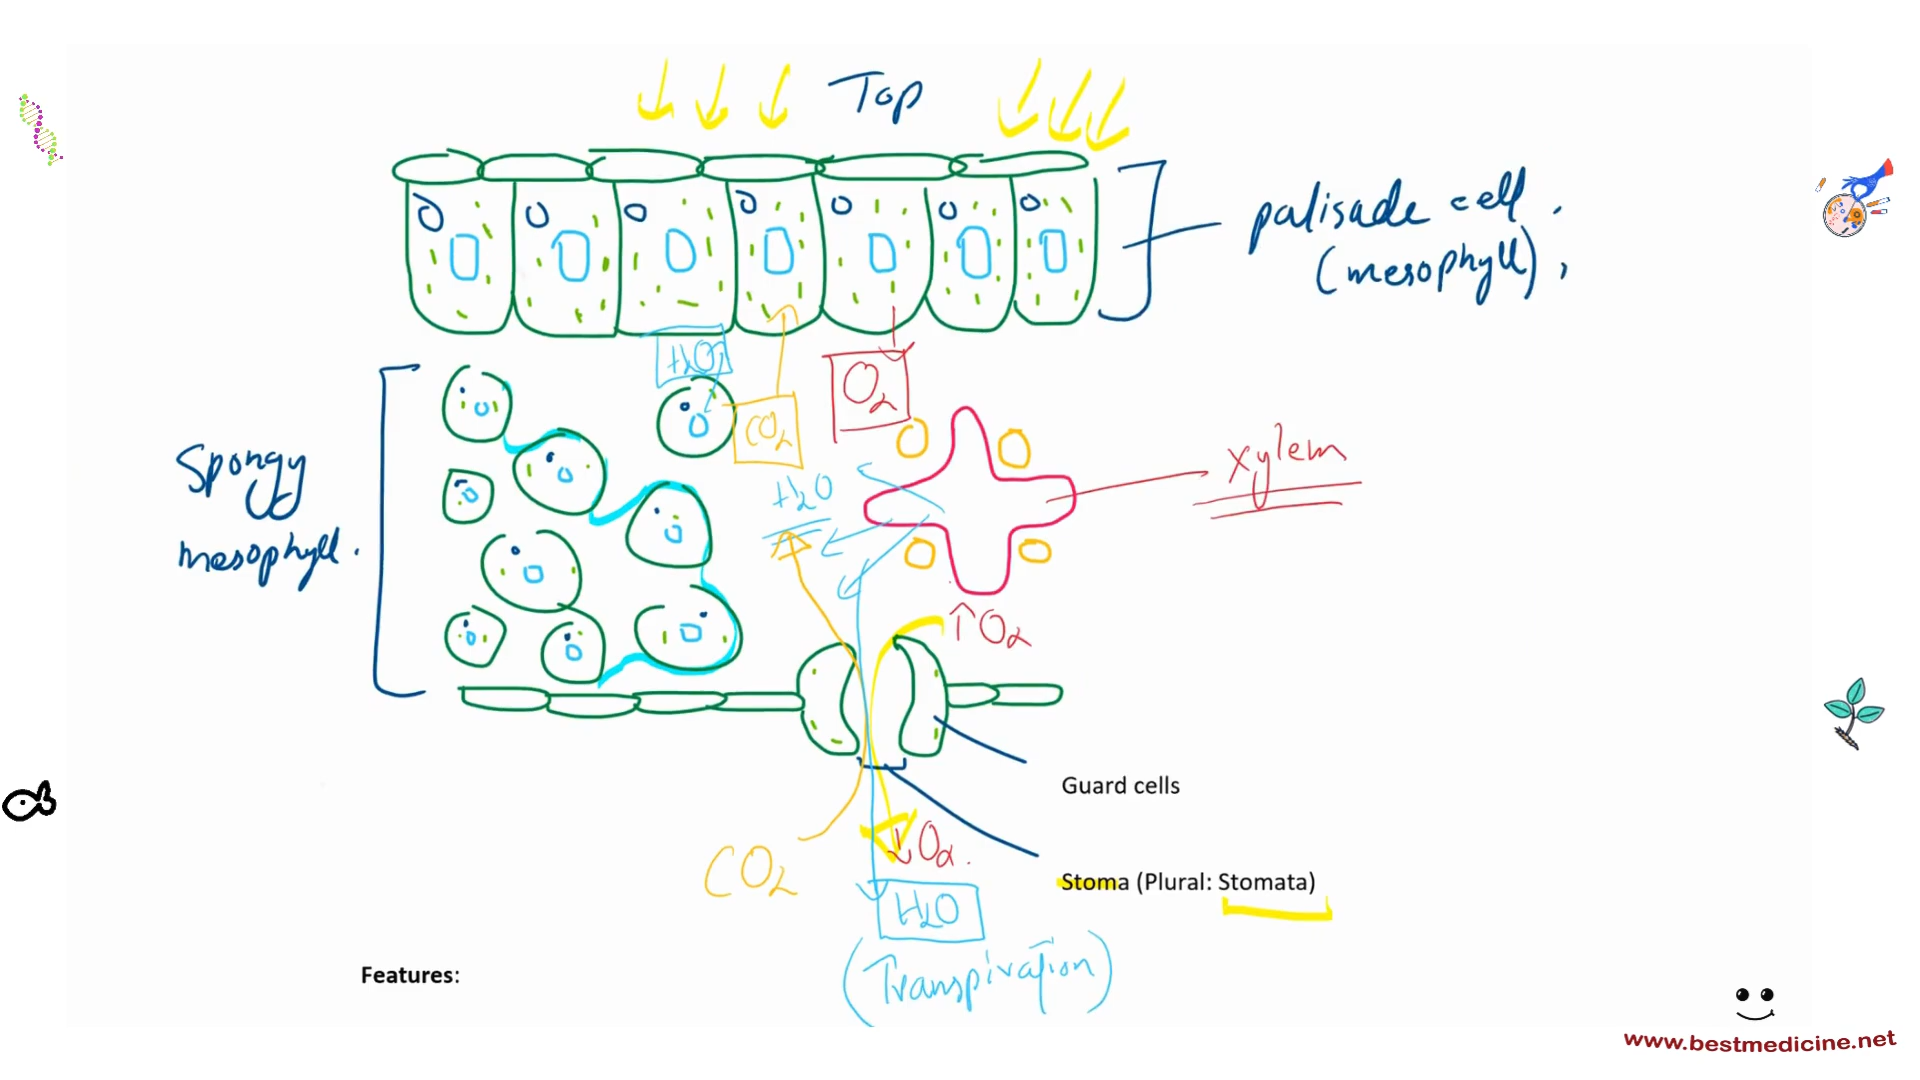 Top
palisade cell.
(mesophyll),
H2O
CO2
O2
Spongy
mesophyll.
xylem
H2O
↑O2
Guard cells
CO2
↓O2.
Stoma (Plural: Stomata)
H2O
(Transpiration)
Features:
www.bestmedicine.net